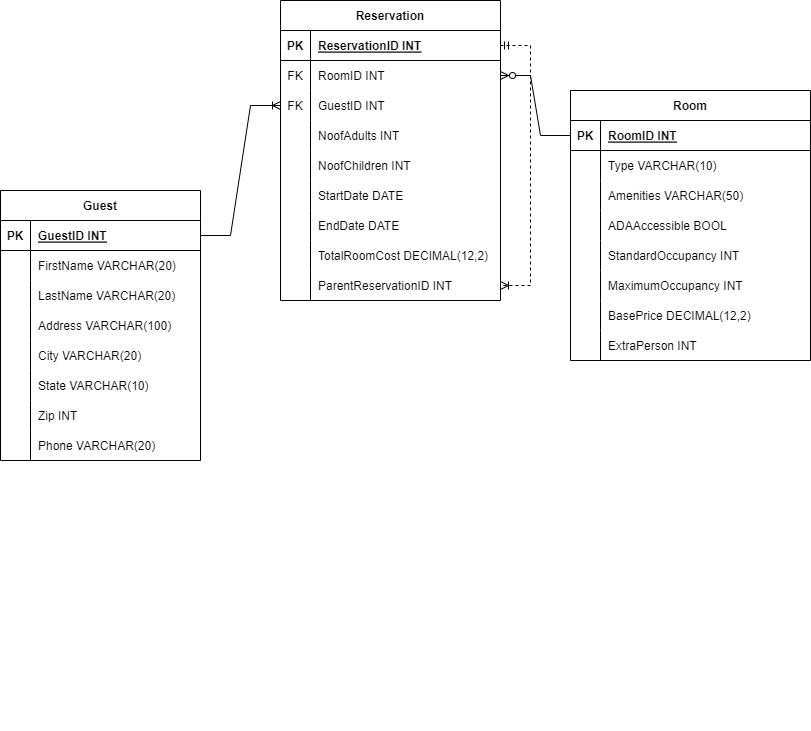 Reservation
PK ReservationID INT
FK RoomID INT
FK GuestID INT
NoofAdults INT
NoofChildren INT
StartDate DATE
EndDate DATE
TotalRoomCost DECIMAL(12,2)
ParentReservationID INT
Room
PK RoomID INT
Type VARCHAR(10)
Amenities VARCHAR(50)
ADAAccessible BOOL
StandardOccupancy INT
MaximumOccupancy INT
BasePrice DECIMAL(12,2)
ExtraPerson INT
Guest
PK GuestID INT
FirstName VARCHAR(20)
LastName VARCHAR(20)
Address VARCHAR(100)
City VARCHAR(20)
State VARCHAR(10)
Zip INT
Phone VARCHAR(20)